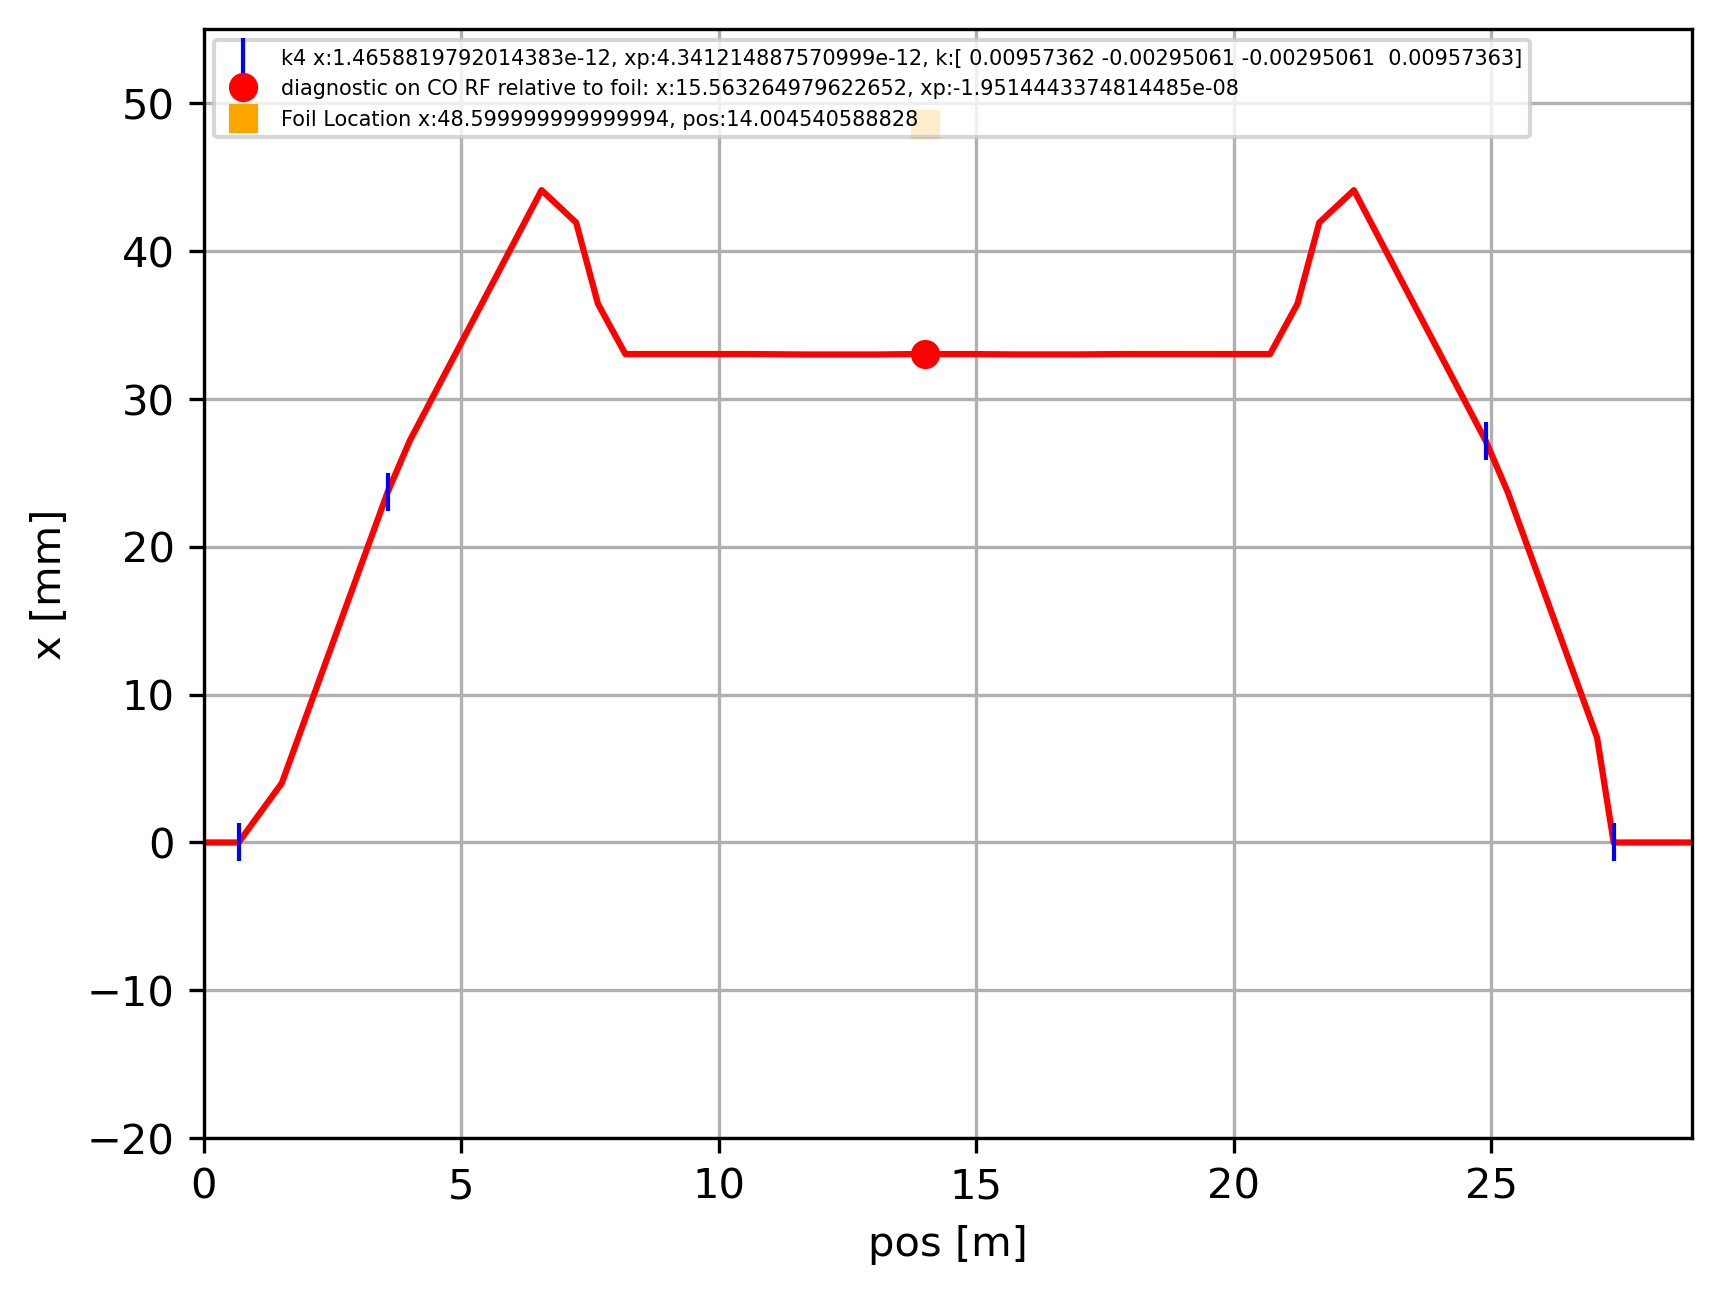 k4 x:1.4658819792014383e-12, xp:4.341214887570999e-12, k:[ 0.00957362 -0.00295061 -0.00295061  0.00957363]
diagnostic on CO RF relative to foil: x:15.563264979622652, xp:-1.9514443374814485e-08
Foil Location x:48.599999999999994, pos:14.004540588828
50
40
30
20
10
0
−10
−20
x [mm]
0 5 10 15 20 25
pos [m]